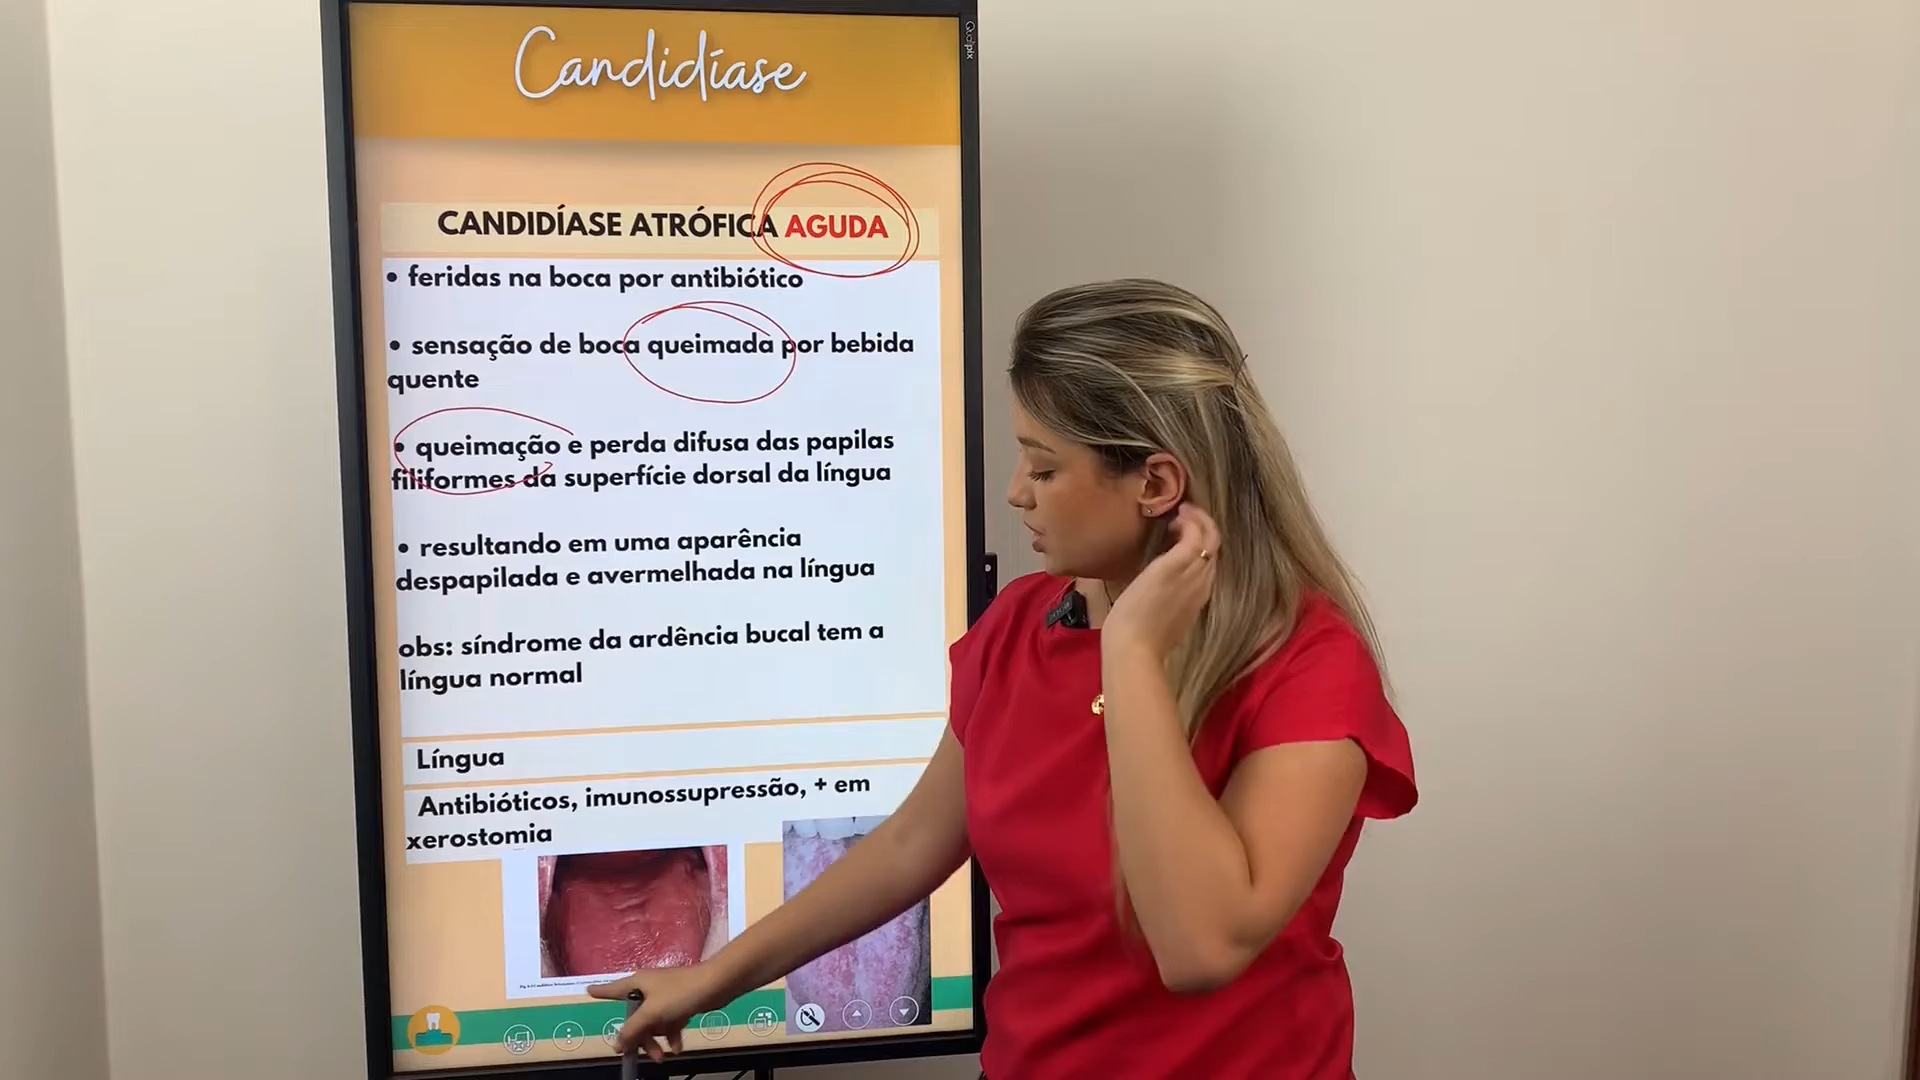 Qualpix
Candidíase
CANDIDÍASE ATRÓFICA AGUDA
• feridas na boca por antibiótico
• sensação de boca queimada por bebida
quente
• queimação e perda difusa das papilas
filiformes da superfície dorsal da língua
• resultando em uma aparência
despapilada e avermelhada na língua
obs: síndrome da ardência bucal tem a
língua normal
Língua
Antibióticos, imunossupressão, + em
xerostomia